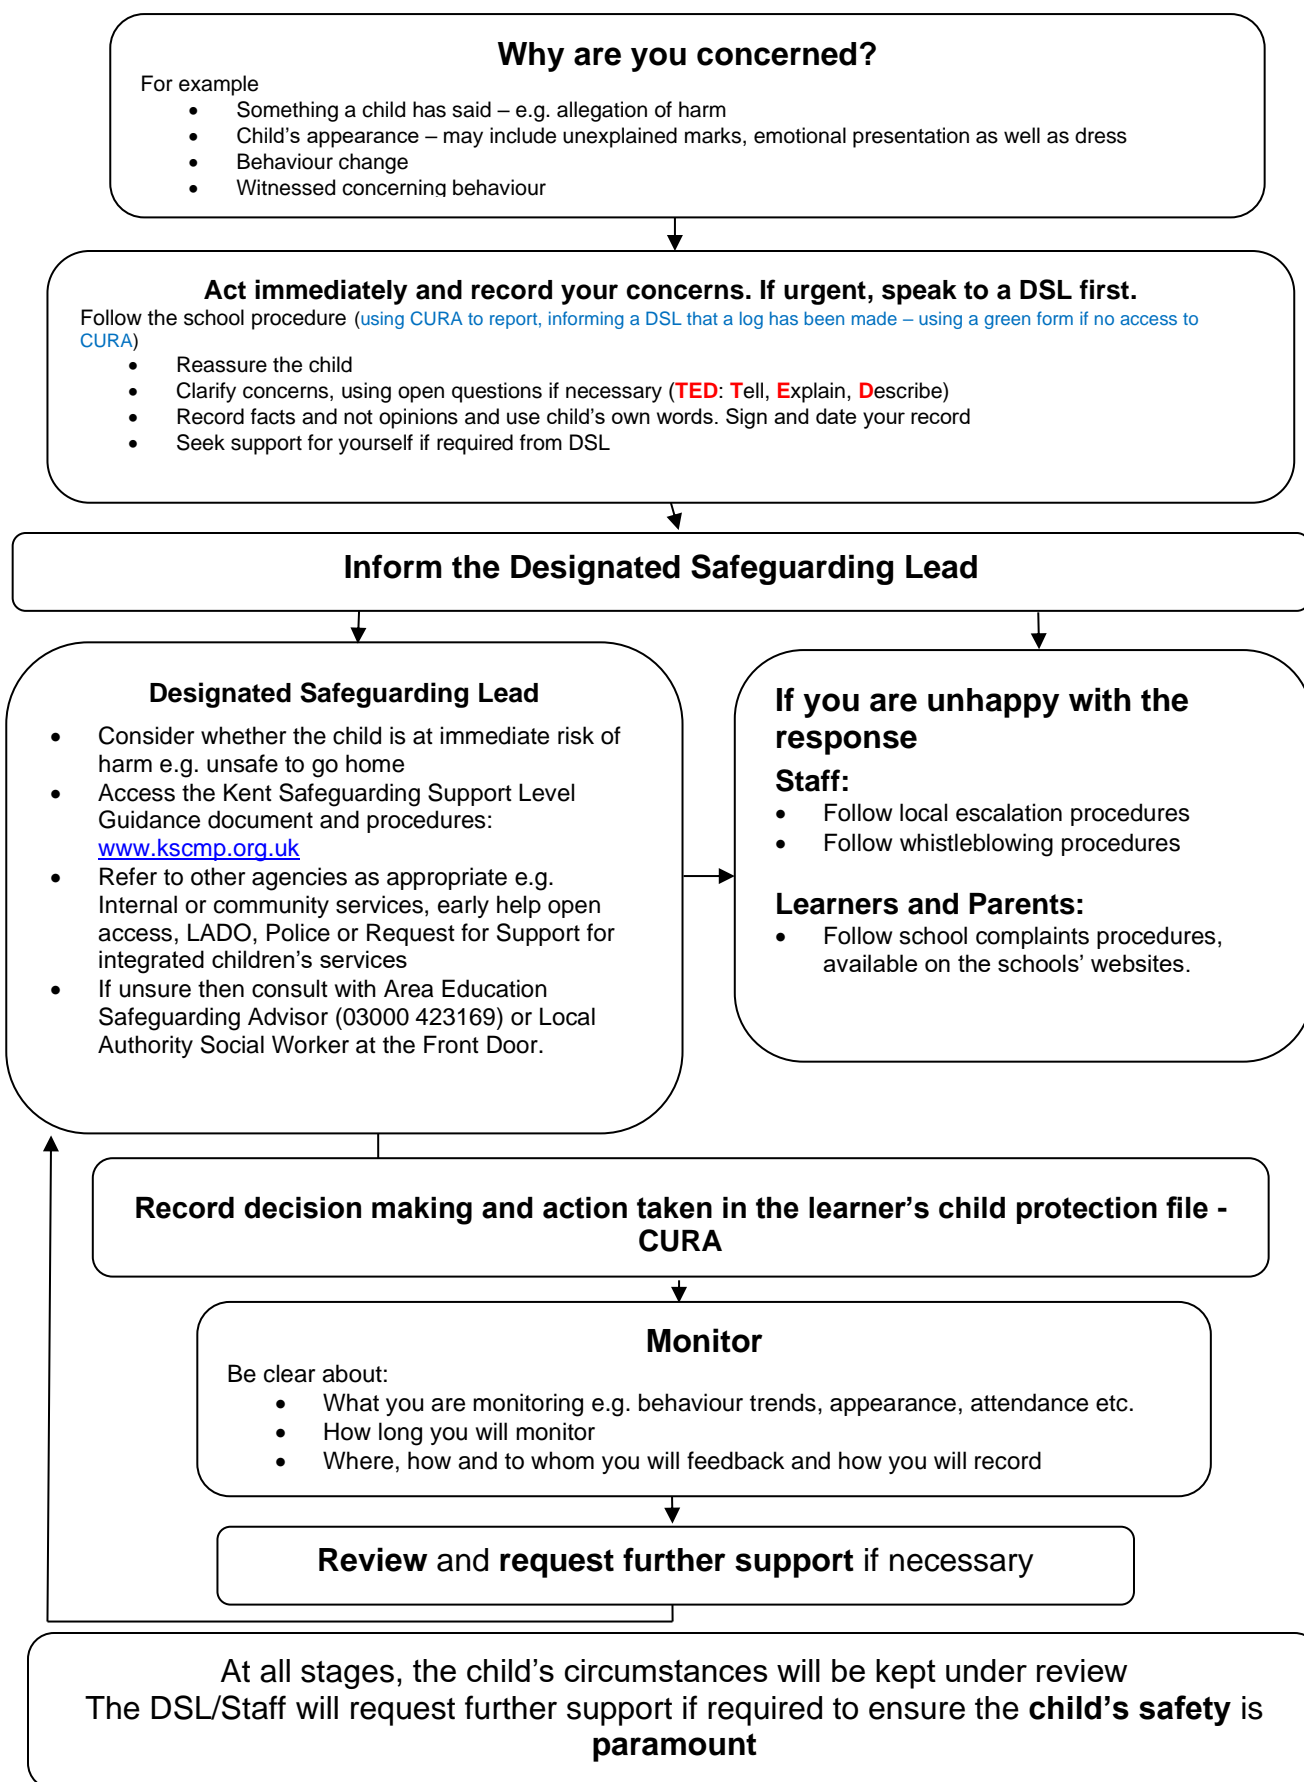 Why are you concerned?
For example
• Something a child has said – e.g. allegation of harm
• Child's appearance – may include unexplained marks, emotional presentation as well as dress
• Behaviour change
• Witnessed concerning behaviour
Act immediately and record your concerns. If urgent, speak to a DSL first.
Follow the school procedure (using CURA to report, informing a DSL that a log has been made – using a green form if no access to
CURA)
• Reassure the child
• Clarify concerns, using open questions if necessary (TED: Tell, Explain, Describe)
• Record facts and not opinions and use child's own words. Sign and date your record
• Seek support for yourself if required from DSL
Inform the Designated Safeguarding Lead
Designated Safeguarding Lead
• Consider whether the child is at immediate risk of
harm e.g. unsafe to go home
• Access the Kent Safeguarding Support Level
Guidance document and procedures:
www.kscmp.org.uk
• Refer to other agencies as appropriate e.g.
Internal or community services, early help open
access, LADO, Police or Request for Support for
integrated children's services
• If unsure then consult with Area Education
Safeguarding Advisor (03000 423169) or Local
Authority Social Worker at the Front Door.
If you are unhappy with the
response
Staff:
• Follow local escalation procedures
• Follow whistleblowing procedures
Learners and Parents:
• Follow school complaints procedures,
available on the schools' websites.
Record decision making and action taken in the learner's child protection file -
CURA
Monitor
Be clear about:
• What you are monitoring e.g. behaviour trends, appearance, attendance etc.
• How long you will monitor
• Where, how and to whom you will feedback and how you will record
Review and request further support if necessary
At all stages, the child's circumstances will be kept under review
The DSL/Staff will request further support if required to ensure the child's safety is
paramount